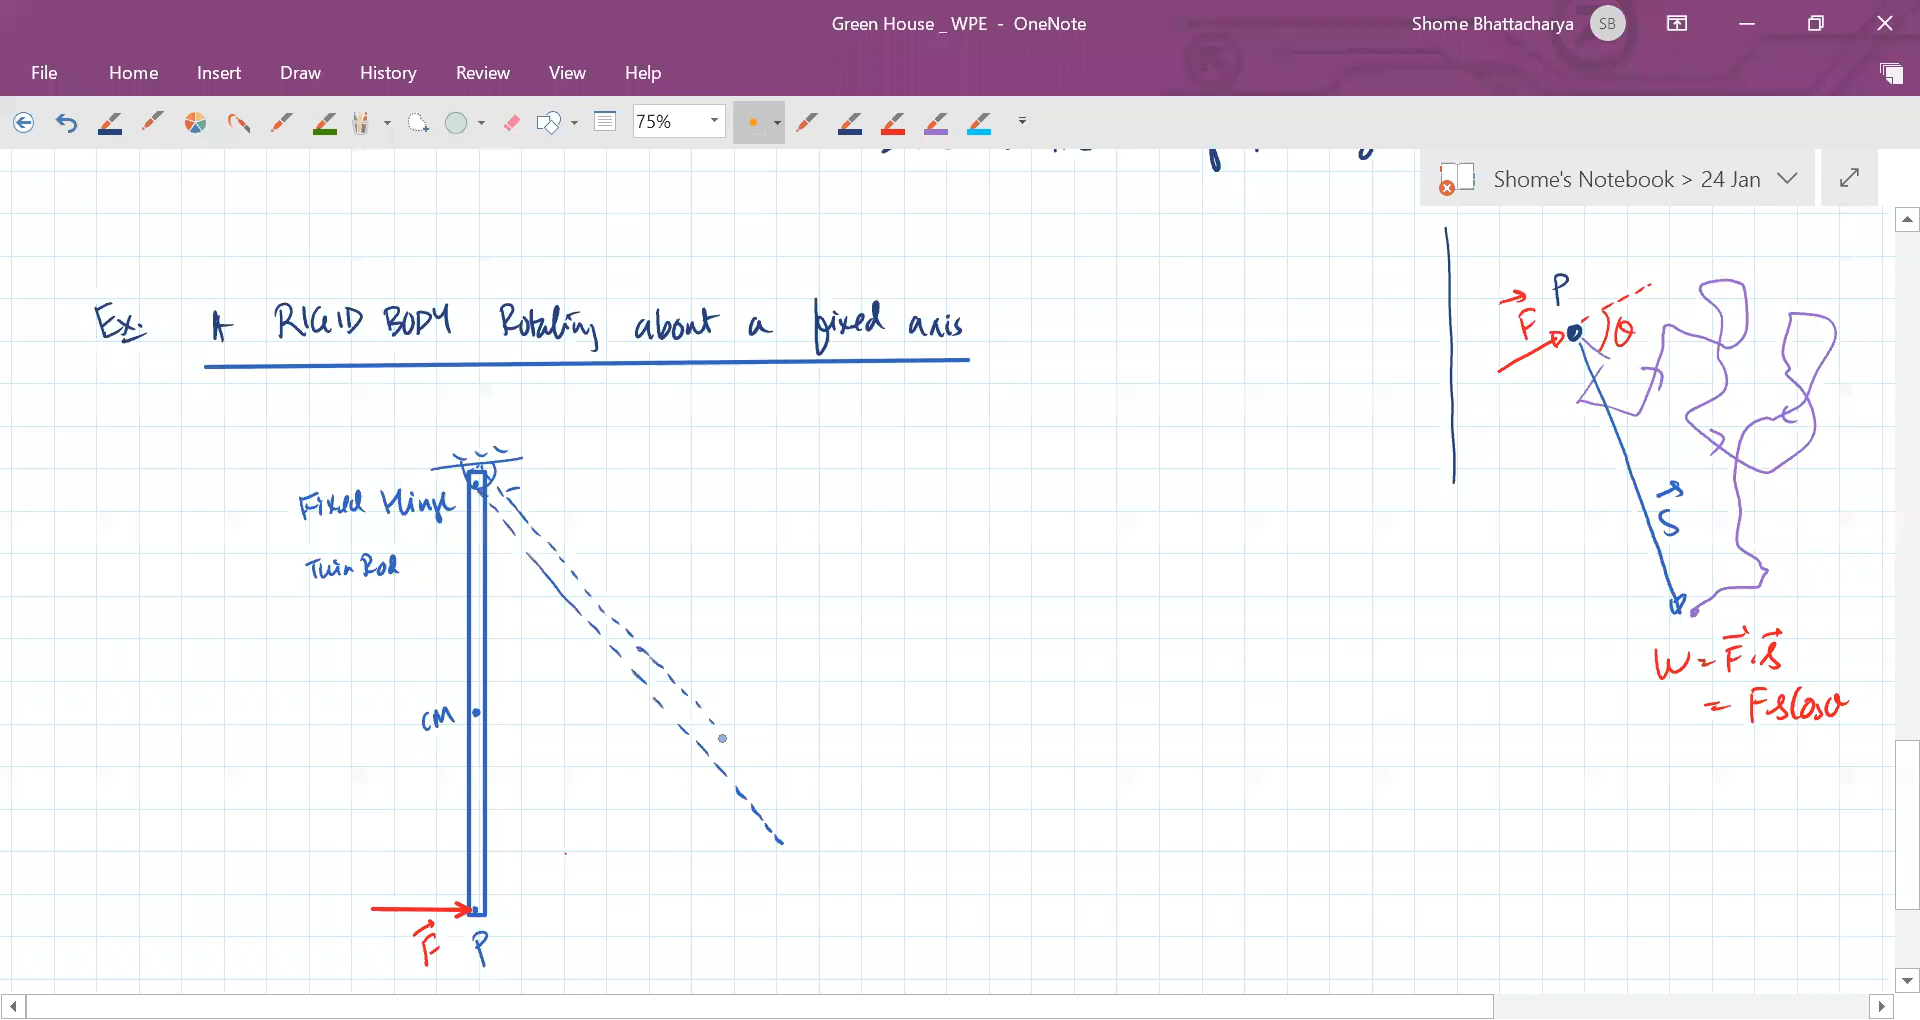 Green House _ WPE - OneNote
Shome Bhattacharya
SB
File Home Insert Draw History Review View Help
75%
Shome's Notebook > 24 Jan
Ex. A RIGID BODY Rotating about a fixed axis
P
F
θ
Fixed Hinge
Thin Rod
S
CM
W = F.s
= Fscosθ
F P